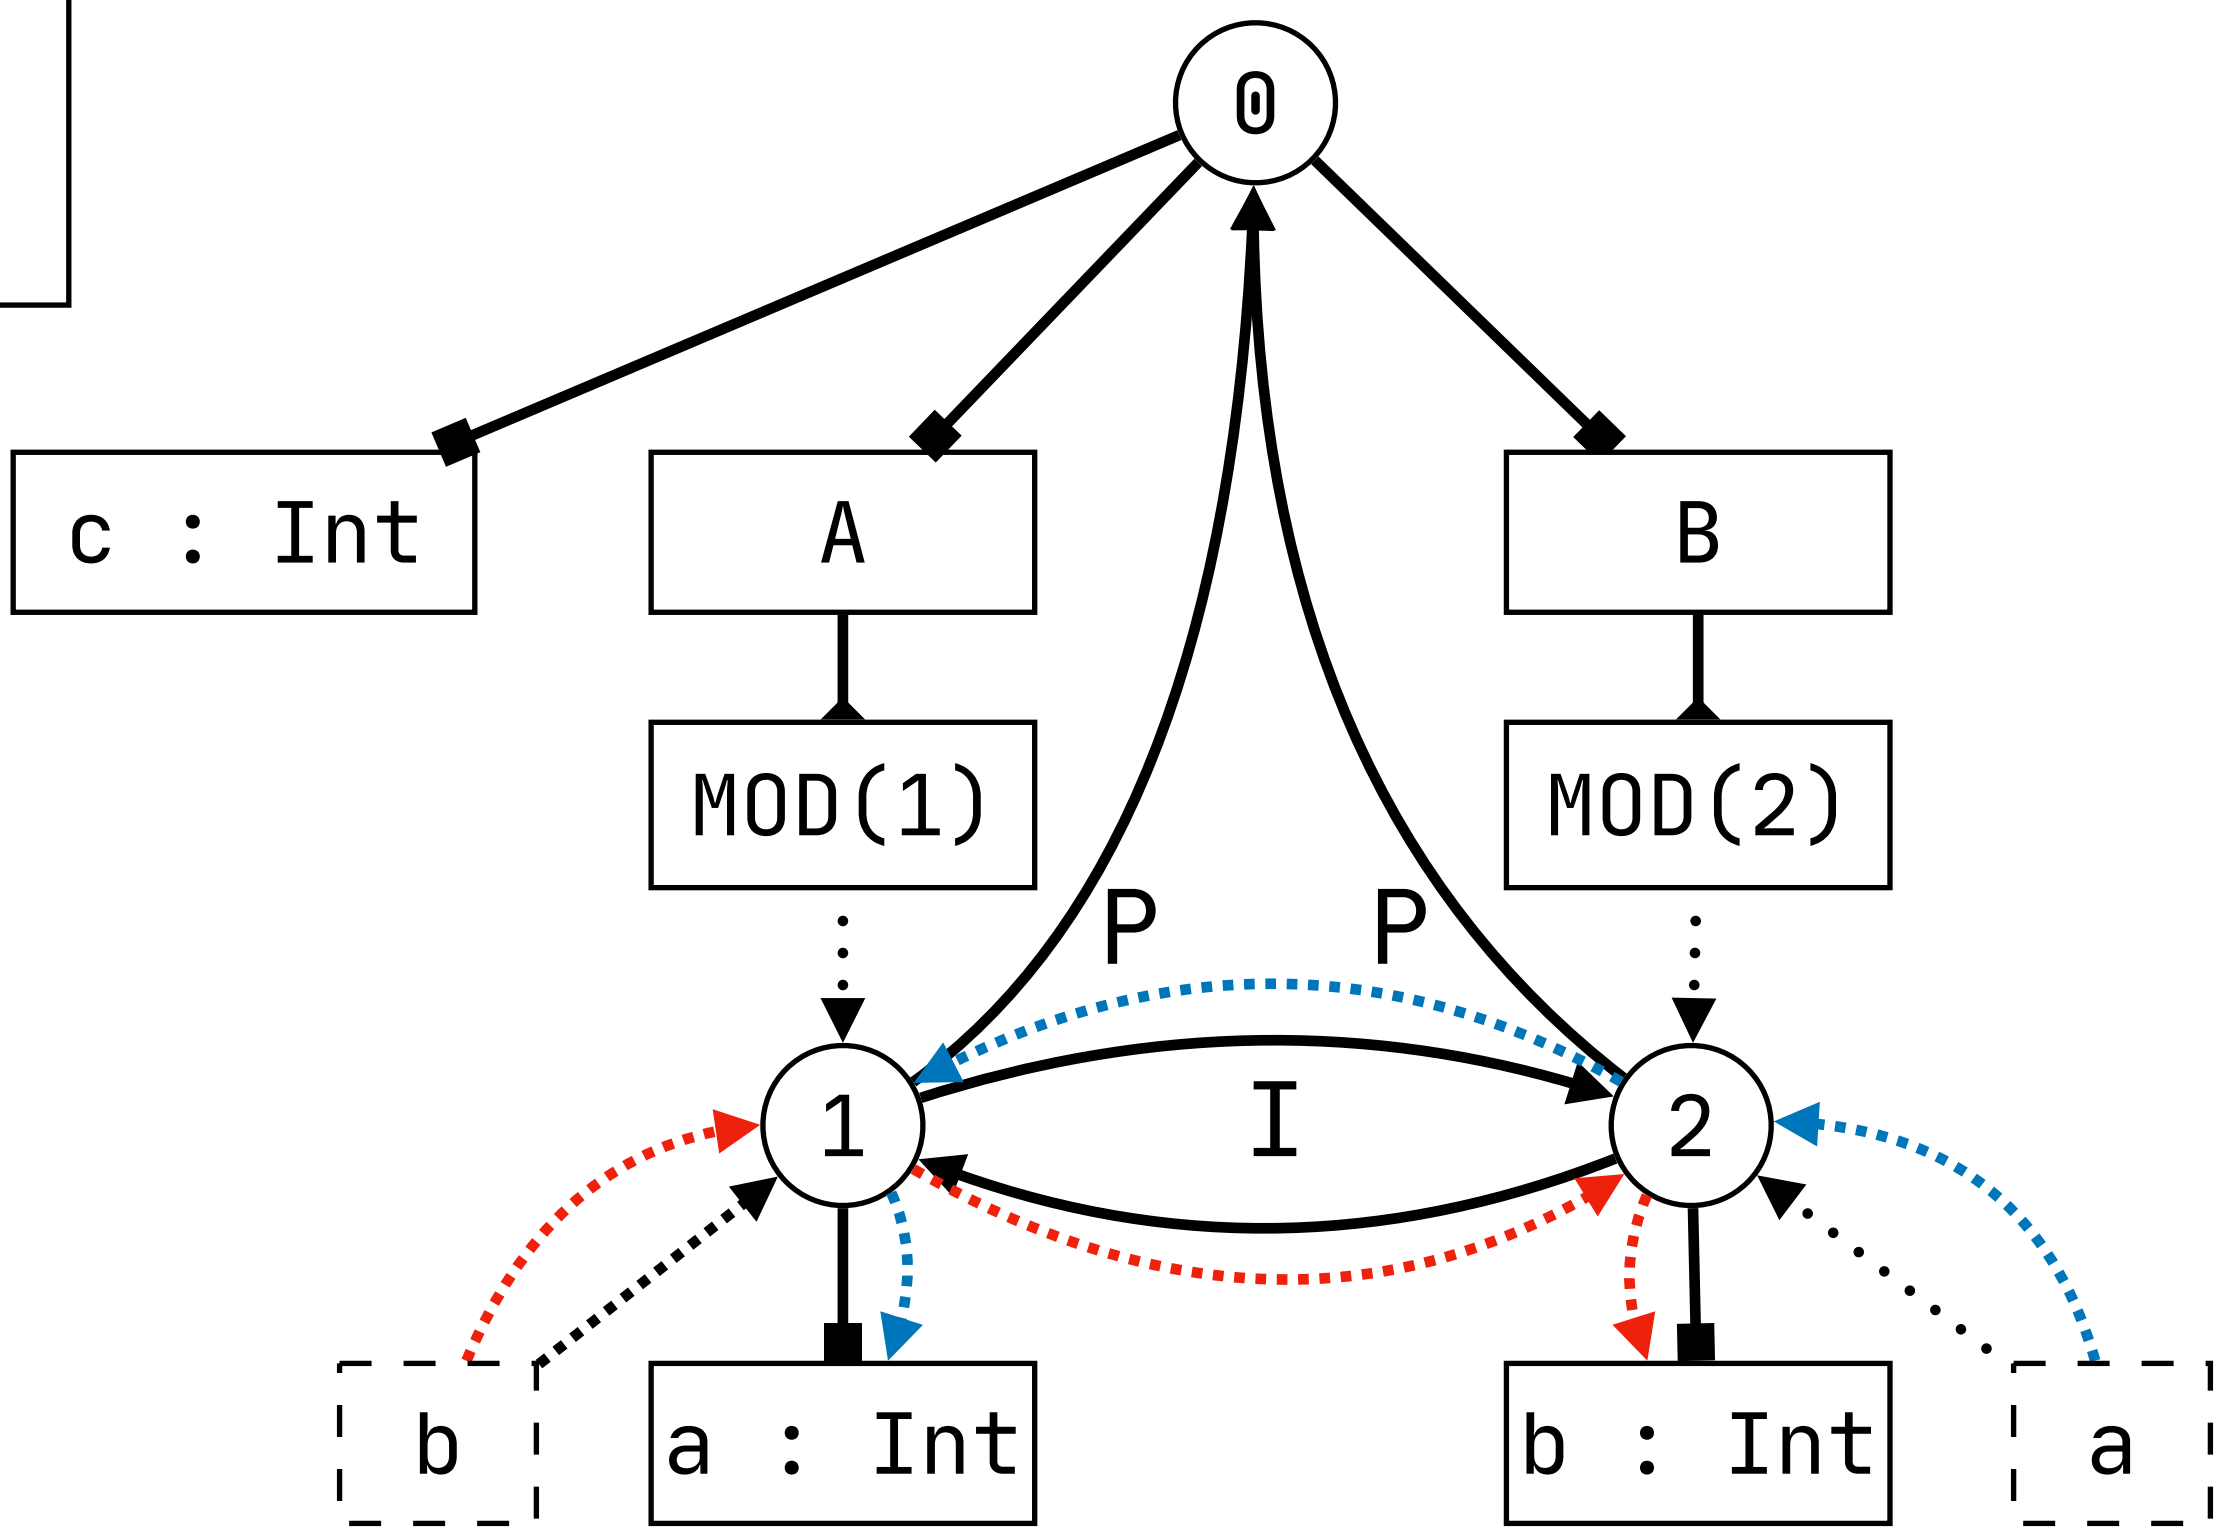 0
c : Int
A
B
MOD(1)
MOD(2)
P
P
1
I
2
b
a : Int
b : Int
a